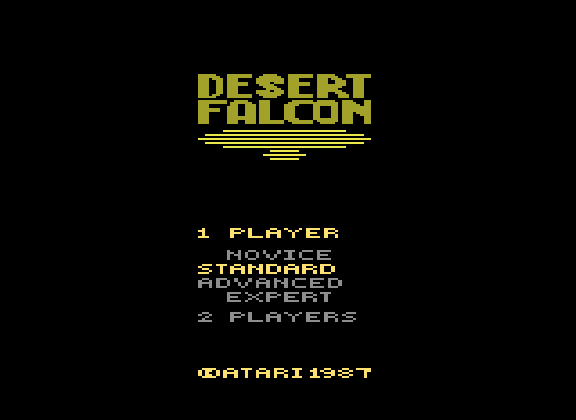 DESERT
FALCON
1 PLAYER
NOVICE
STANDARD
ADVANCED
EXPERT
2 PLAYERS
©ATARI 1987